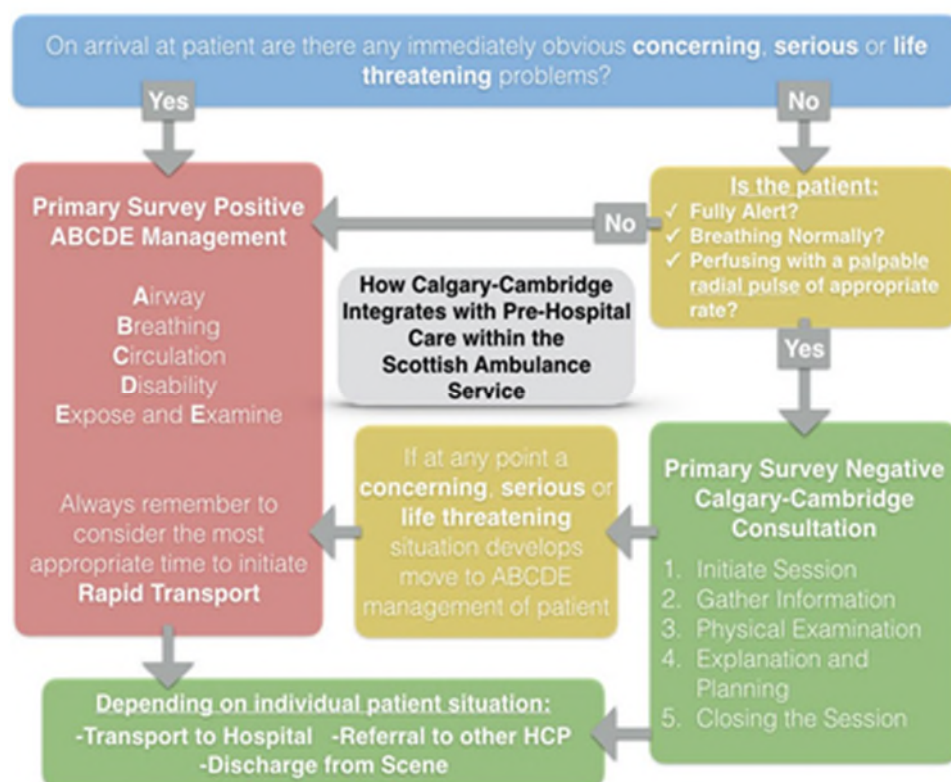 On arrival at patient are there any immediately obvious concerning, serious or life
threatening problems?
Yes
No
Primary Survey Positive
ABCDE Management
Airway
Breathing
Circulation
Disability
Expose and Examine
Always remember to
consider the most
appropriate time to initiate
Rapid Transport
No
Is the patient:
✓ Fully Alert?
✓ Breathing Normally?
✓ Perfusing with a palpable
radial pulse of appropriate
rate?
How Calgary-Cambridge
Integrates with Pre-Hospital
Care within the
Scottish Ambulance
Service
Yes
If at any point a
concerning, serious or
life threatening
situation develops
move to ABCDE
management of patient
Primary Survey Negative
Calgary-Cambridge
Consultation
1. Initiate Session
2. Gather Information
3. Physical Examination
4. Explanation and
Planning
5. Closing the Session
Depending on individual patient situation:
-Transport to Hospital -Referral to other HCP
-Discharge from Scene